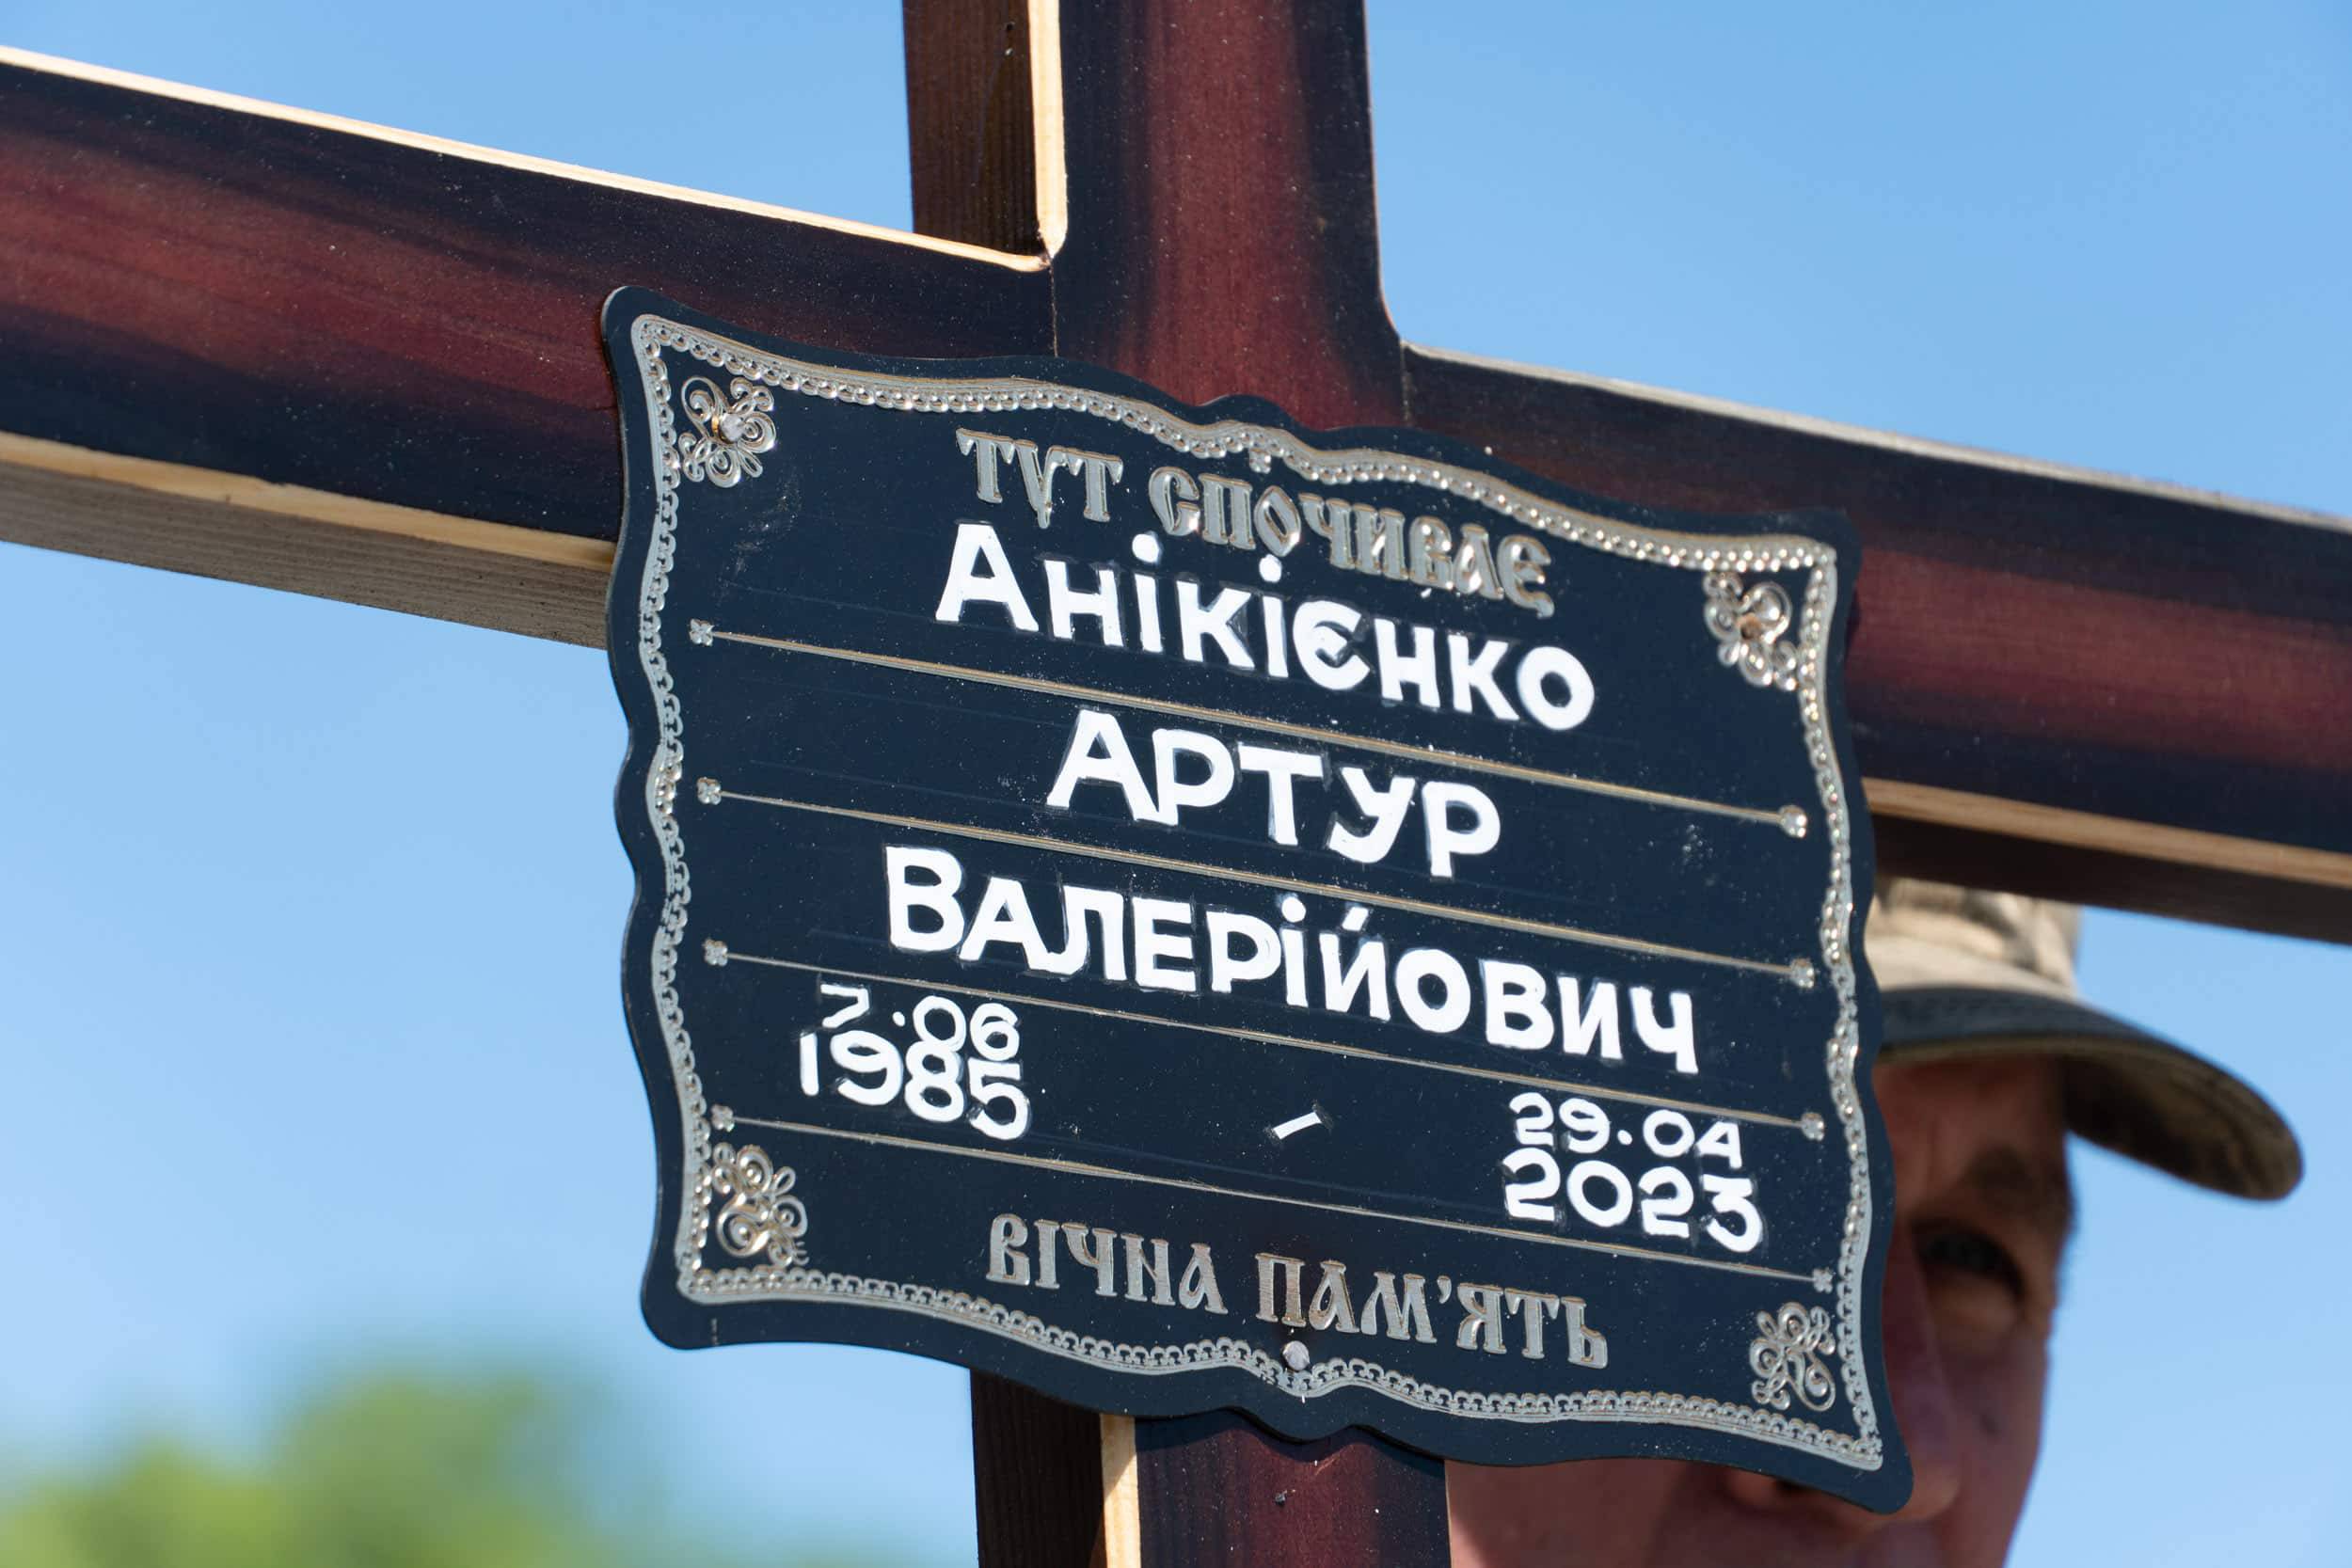 ТУТ СПОЧИВАЄ
Анікієнко
Артур
Валерійович
7.06
1985
-
29.04
2023
ВІЧНА ПАМ'ЯТЬ